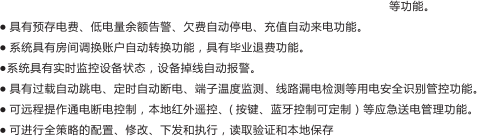 等功能。
● 具有预存电费、低电量余额告警、欠费自动停电、充值自动来电功能。
● 系统具有房间调换账户自动转换功能，具有毕业退费功能。
●系统具有实时监控设备状态，设备掉线自动报警。
● 具有过载自动跳电、定时自动断电、端子温度监测、线路漏电检测等用电安全识别管控功能。
● 可远程提作通电断电控制，本地红外遥控、( 按键、蓝牙控制可定制 ) 等应急送电管理功能。
● 可进行全策略的配置、修改、下发和执行，读取验证和本地保存